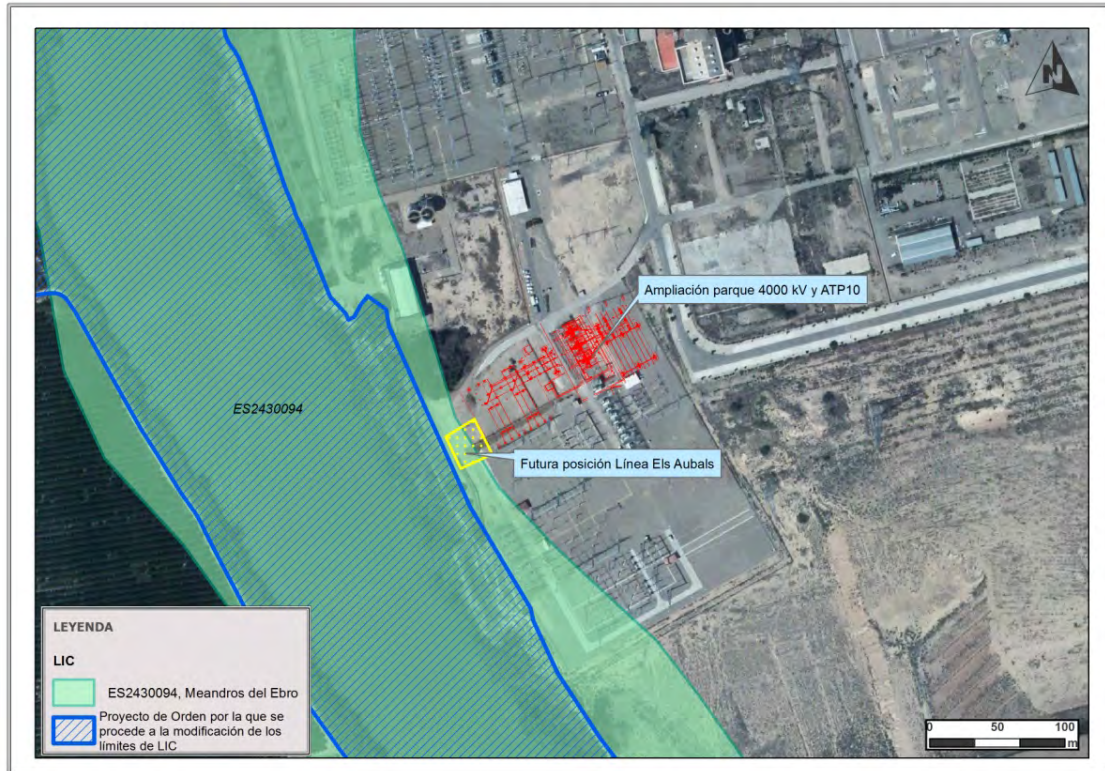 N
Ampliación parque 4000 kV y ATP10
ES2430094
Futura posición Línea Els Aubals
LEYENDA
LIC
ES2430094, Meandros del Ebro
Proyecto de Orden por la que se
procede a la modificación de los
límites de LIC
0 50 100
m